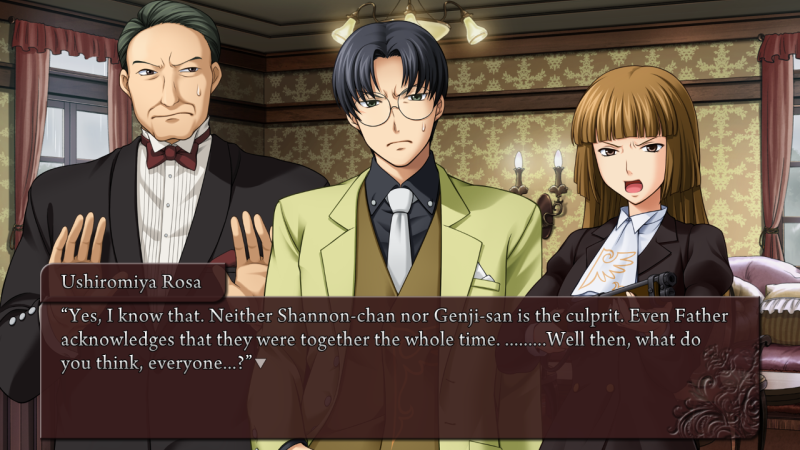 Ushiromiya Rosa
“Yes, I know that. Neither Shannon-chan nor Genji-san is the culprit. Even Father
acknowledges that they were together the whole time. .........Well then, what do
you think, everyone...?”